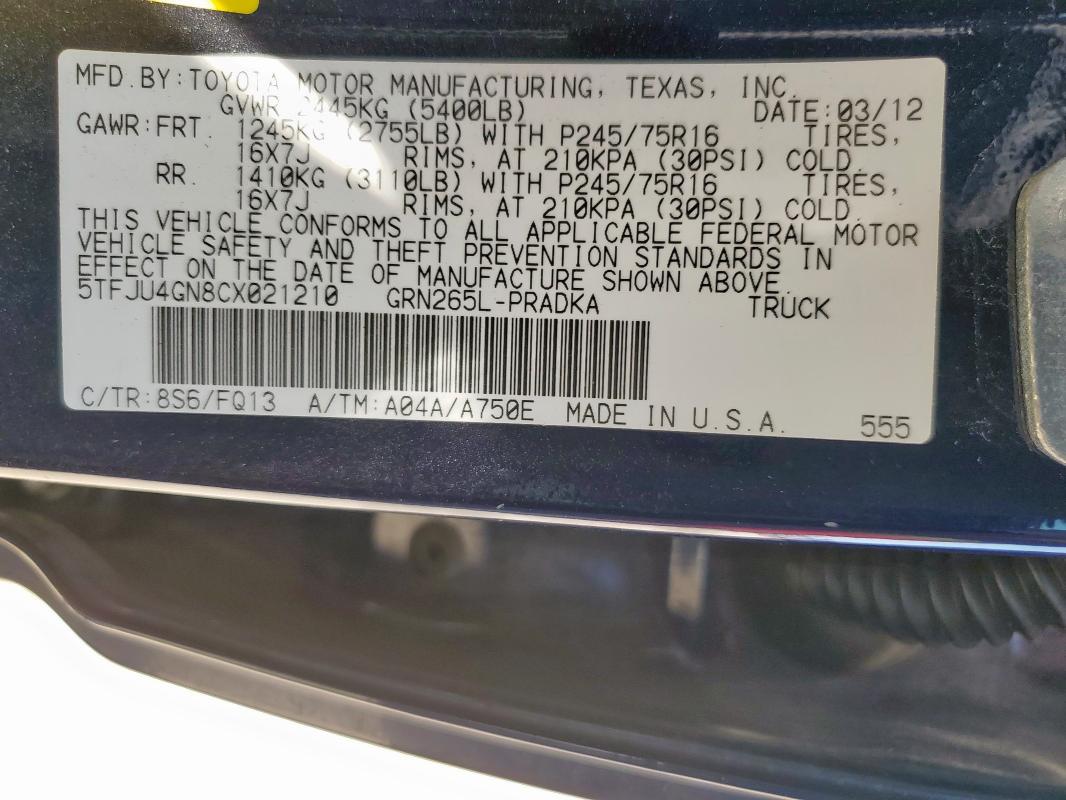 MFD.BY:TOYOTA MOTOR MANUFACTURING, TEXAS, INC.
GVWR 2445KG (5400LB) DATE:03/12
GAWR:FRT. 1245KG (2755LB) WITH P245/75R16 TIRES,
16X7J RIMS, AT 210KPA (30PSI) COLD.
RR. 1410KG (3110LB) WITH P245/75R16 TIRES,
16X7J RIMS, AT 210KPA (30PSI) COLD.
THIS VEHICLE CONFORMS TO ALL APPLICABLE FEDERAL MOTOR
VEHICLE SAFETY AND THEFT PREVENTION STANDARDS IN
EFFECT ON THE DATE OF MANUFACTURE SHOWN ABOVE.
5TFJU4GN8CX021210 GRN265L-PRADKA TRUCK
C/TR:8S6/FQ13 A/TM:A04A/A750E MADE IN U.S.A. 555